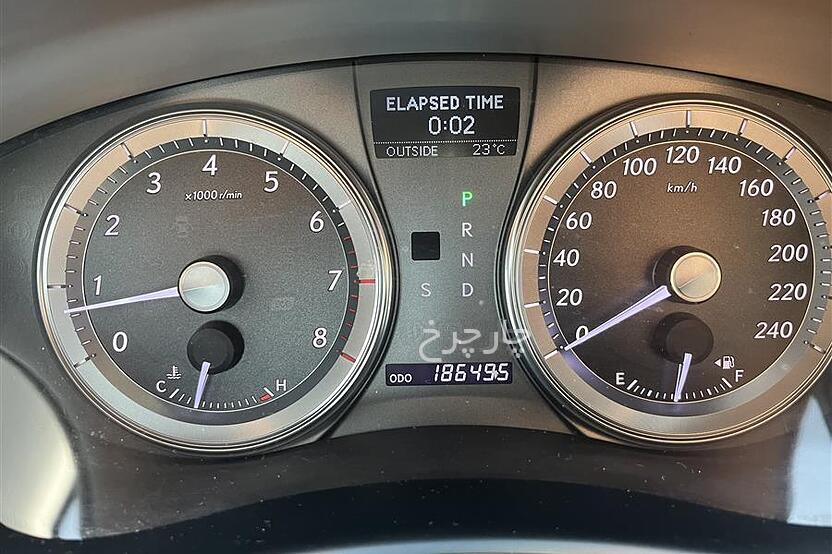 ELAPSED TIME
0:02
OUTSIDE 23°C
0
1
2
3
4
5
6
7
8
x1000 r/min
C H
P
R
N
S D
چارچرخ
ODO 186495
0
20
40
60
80
100
120
140
160
180
200
220
240
km/h
E F